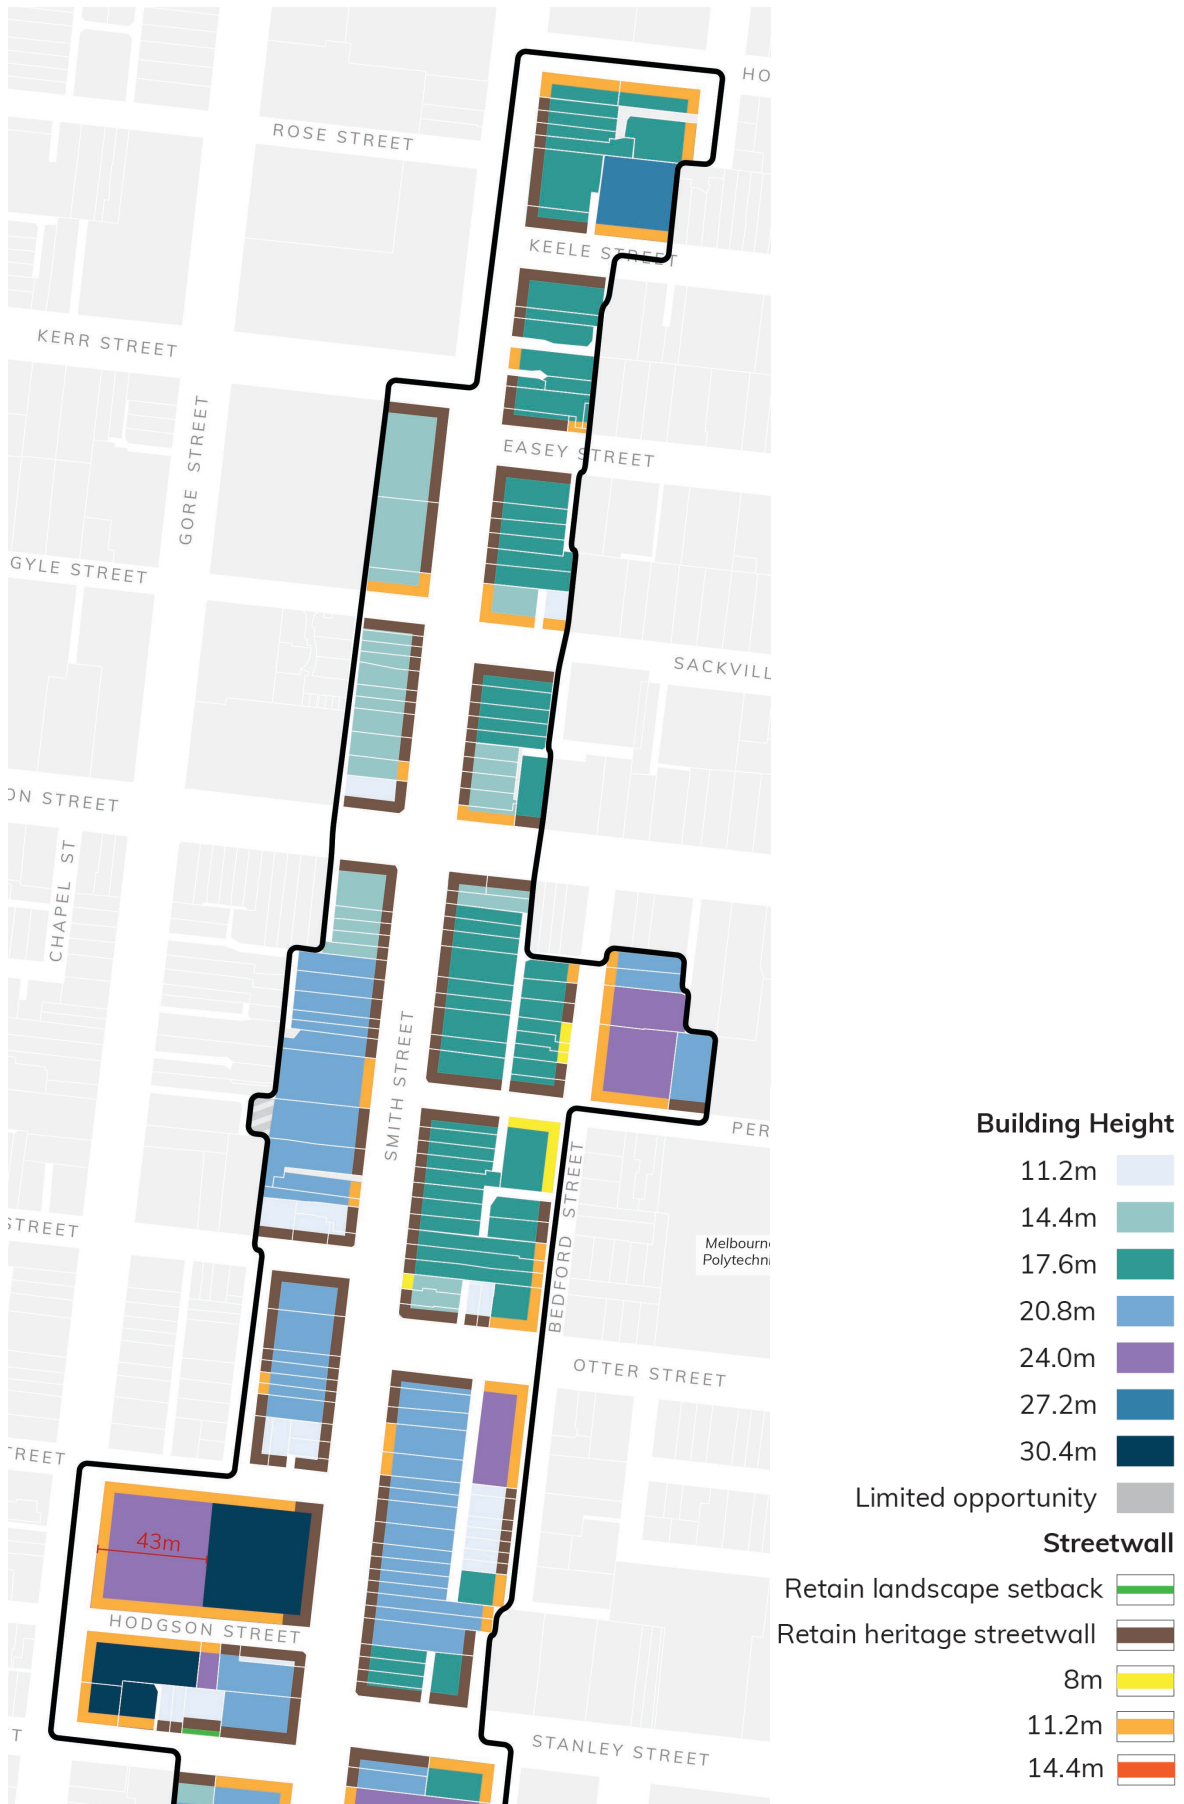 HO
ROSE STREET
KEELE STREET
KERR STREET
GORE STREET
EASEY STREET
GYLE STREET
SACKVILL
ON STREET
CHAPEL ST
SMITH STREET
PER
BEDFORD STREET
STREET
Melbourne
Polytechni
OTTER STREET
TREET
43m
HODGSON STREET
STANLEY STREET
T
Building Height
11.2m
14.4m
17.6m
20.8m
24.0m
27.2m
30.4m
Limited opportunity
Streetwall
Retain landscape setback
Retain heritage streetwall
8m
11.2m
14.4m